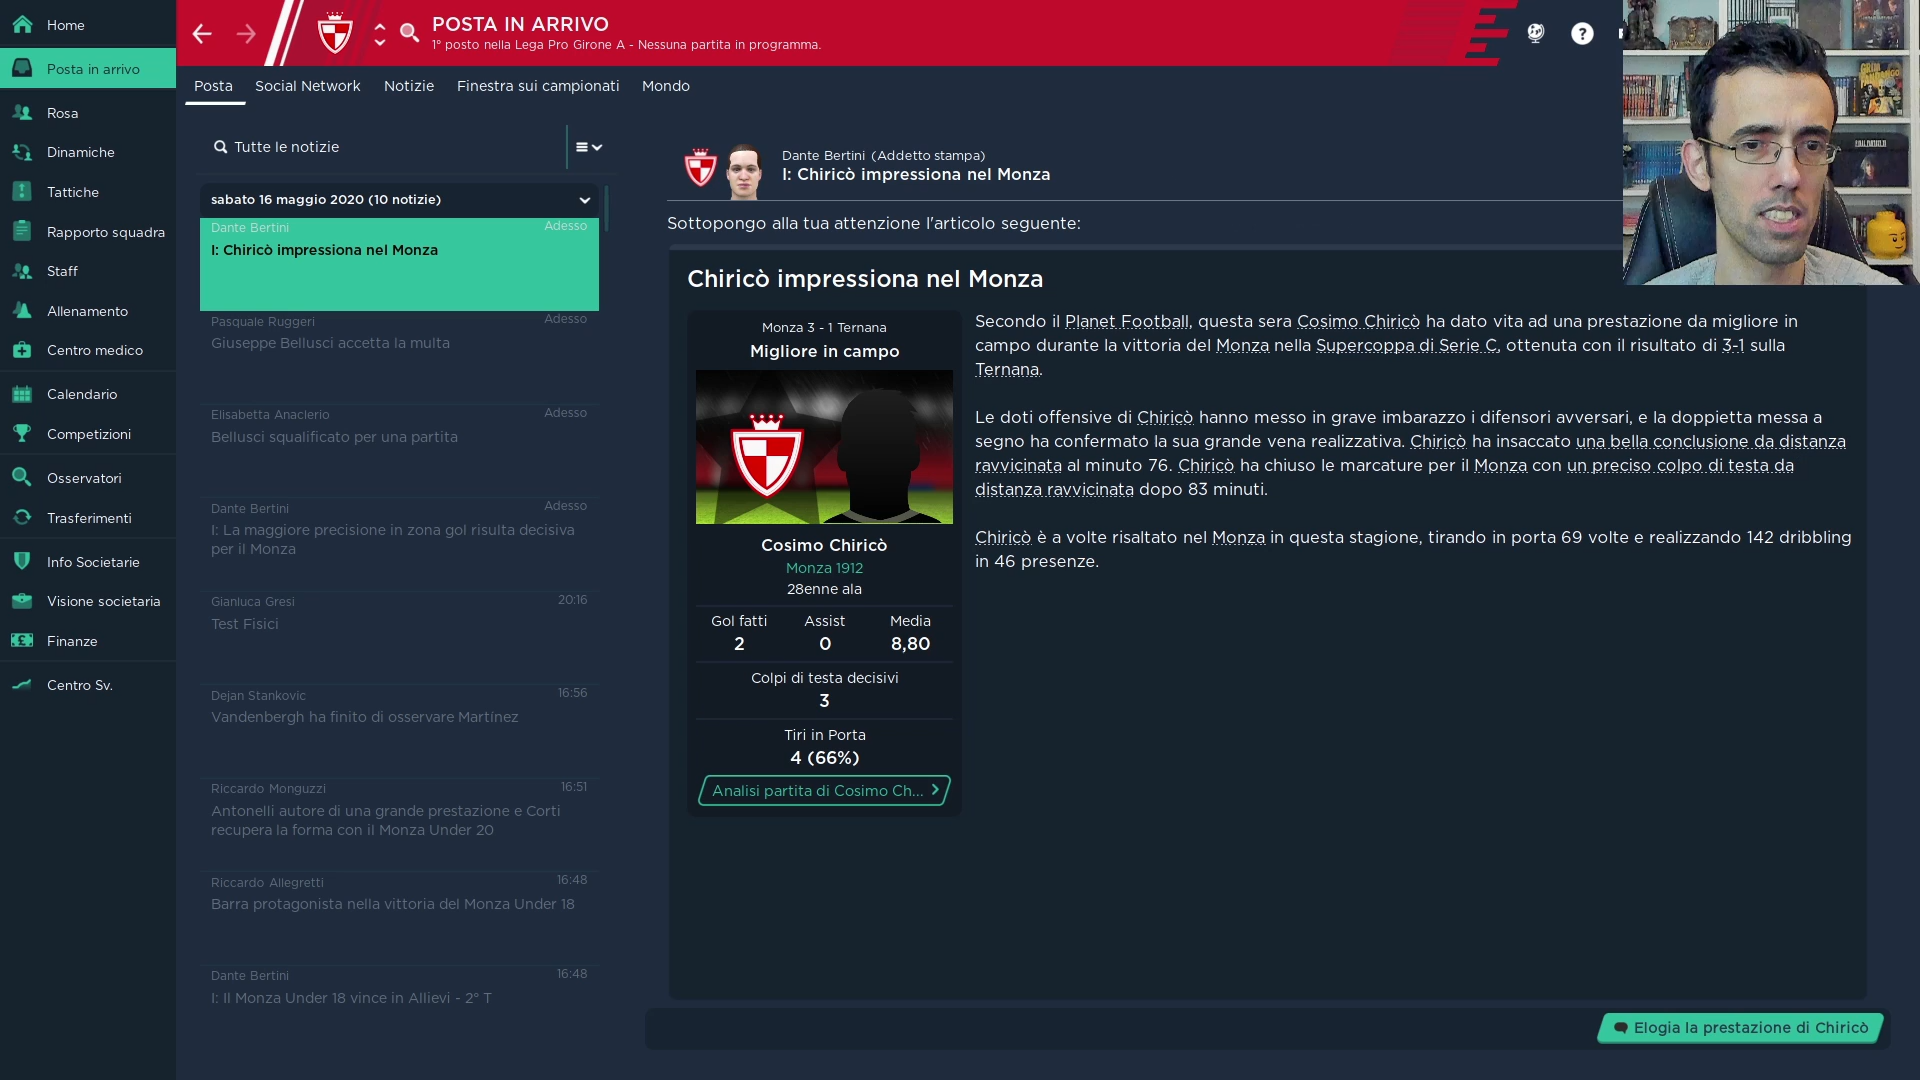 Home
Posta in arrivo
Rosa
Dinamiche
Tattiche
Rapporto squadra
Staff
Allenamento
Centro medico
Calendario
Competizioni
Osservatori
Trasferimenti
Info Societarie
Visione societaria
Finanze
Centro Sv.
POSTA IN ARRIVO
1° posto nella Lega Pro Girone A - Nessuna partita in programma.
?
Posta
Social Network
Notizie
Finestra sui campionati
Mondo
Tutte le notizie
sabato 16 maggio 2020 (10 notizie)
Dante Bertini
Adesso
I: Chiricò impressiona nel Monza
Pasquale Ruggeri
Adesso
Giuseppe Bellusci accetta la multa
Elisabetta Anaclerio
Adesso
Bellusci squalificato per una partita
Dante Bertini
Adesso
I: La maggiore precisione in zona gol risulta decisiva
per il Monza
Gianluca Gresi
20:16
Test Fisici
Dejan Stankovic
16:56
Vandenbergh ha finito di osservare Martínez
Riccardo Monguzzi
16:51
Antonelli autore di una grande prestazione e Corti
recupera la forma con il Monza Under 20
Riccardo Allegretti
16:48
Barra protagonista nella vittoria del Monza Under 18
Dante Bertini
16:48
I: Il Monza Under 18 vince in Allievi - 2° T
Dante Bertini (Addetto stampa)
I: Chiricò impressiona nel Monza
Sottopongo alla tua attenzione l'articolo seguente:
Chiricò impressiona nel Monza
Monza 3 - 1 Ternana
Migliore in campo
Cosimo Chiricò
Monza 1912
28enne ala
Gol fatti
Assist
Media
2
0
8,80
Colpi di testa decisivi
3
Tiri in Porta
4 (66%)
Analisi partita di Cosimo Ch...
Secondo il Planet Football, questa sera Cosimo Chiricò ha dato vita ad una prestazione da migliore in
campo durante la vittoria del Monza nella Supercoppa di Serie C, ottenuta con il risultato di 3-1 sulla
Ternana.
Le doti offensive di Chiricò hanno messo in grave imbarazzo i difensori avversari, e la doppietta messa a
segno ha confermato la sua grande vena realizzativa. Chiricò ha insaccato una bella conclusione da distanza
ravvicinata al minuto 76. Chiricò ha chiuso le marcature per il Monza con un preciso colpo di testa da
distanza ravvicinata dopo 83 minuti.
Chiricò è a volte risaltato nel Monza in questa stagione, tirando in porta 69 volte e realizzando 142 dribbling
in 46 presenze.
Elogia la prestazione di Chiricò
GRIM
FANDANGO